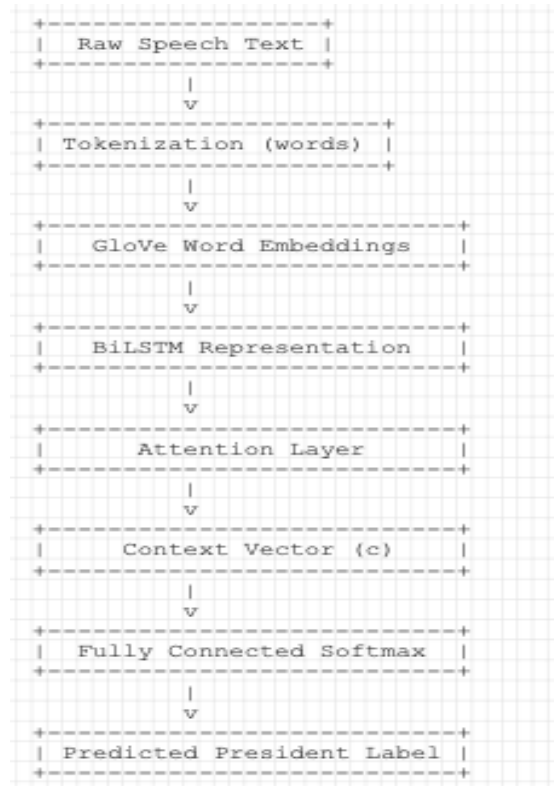 Raw Speech Text
Tokenization (words)
GloVe Word Embeddings
BiLSTM Representation
Attention Layer
Context Vector (c)
Fully Connected Softmax
Predicted President Label